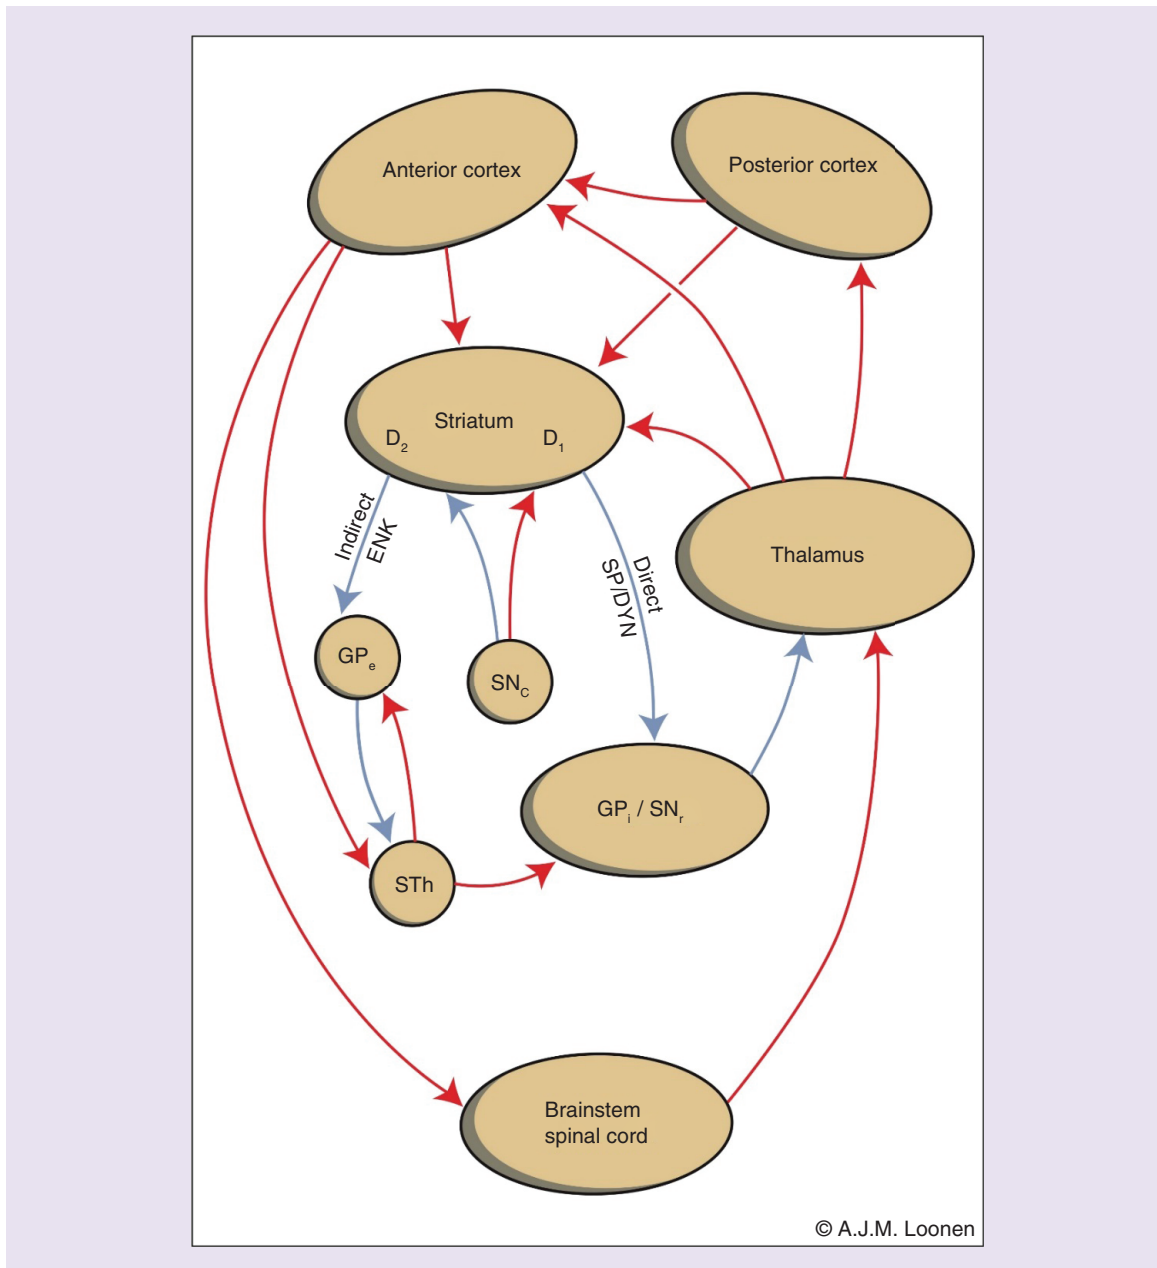 Anterior cortex
Posterior cortex
Striatum
D₂
D₁
Indirect
ENK
Direct
SP/DYN
Thalamus
GPₑ
SN_C
GPᵢ / SNᵣ
STh
Brainstem
spinal cord
© A.J.M. Loonen